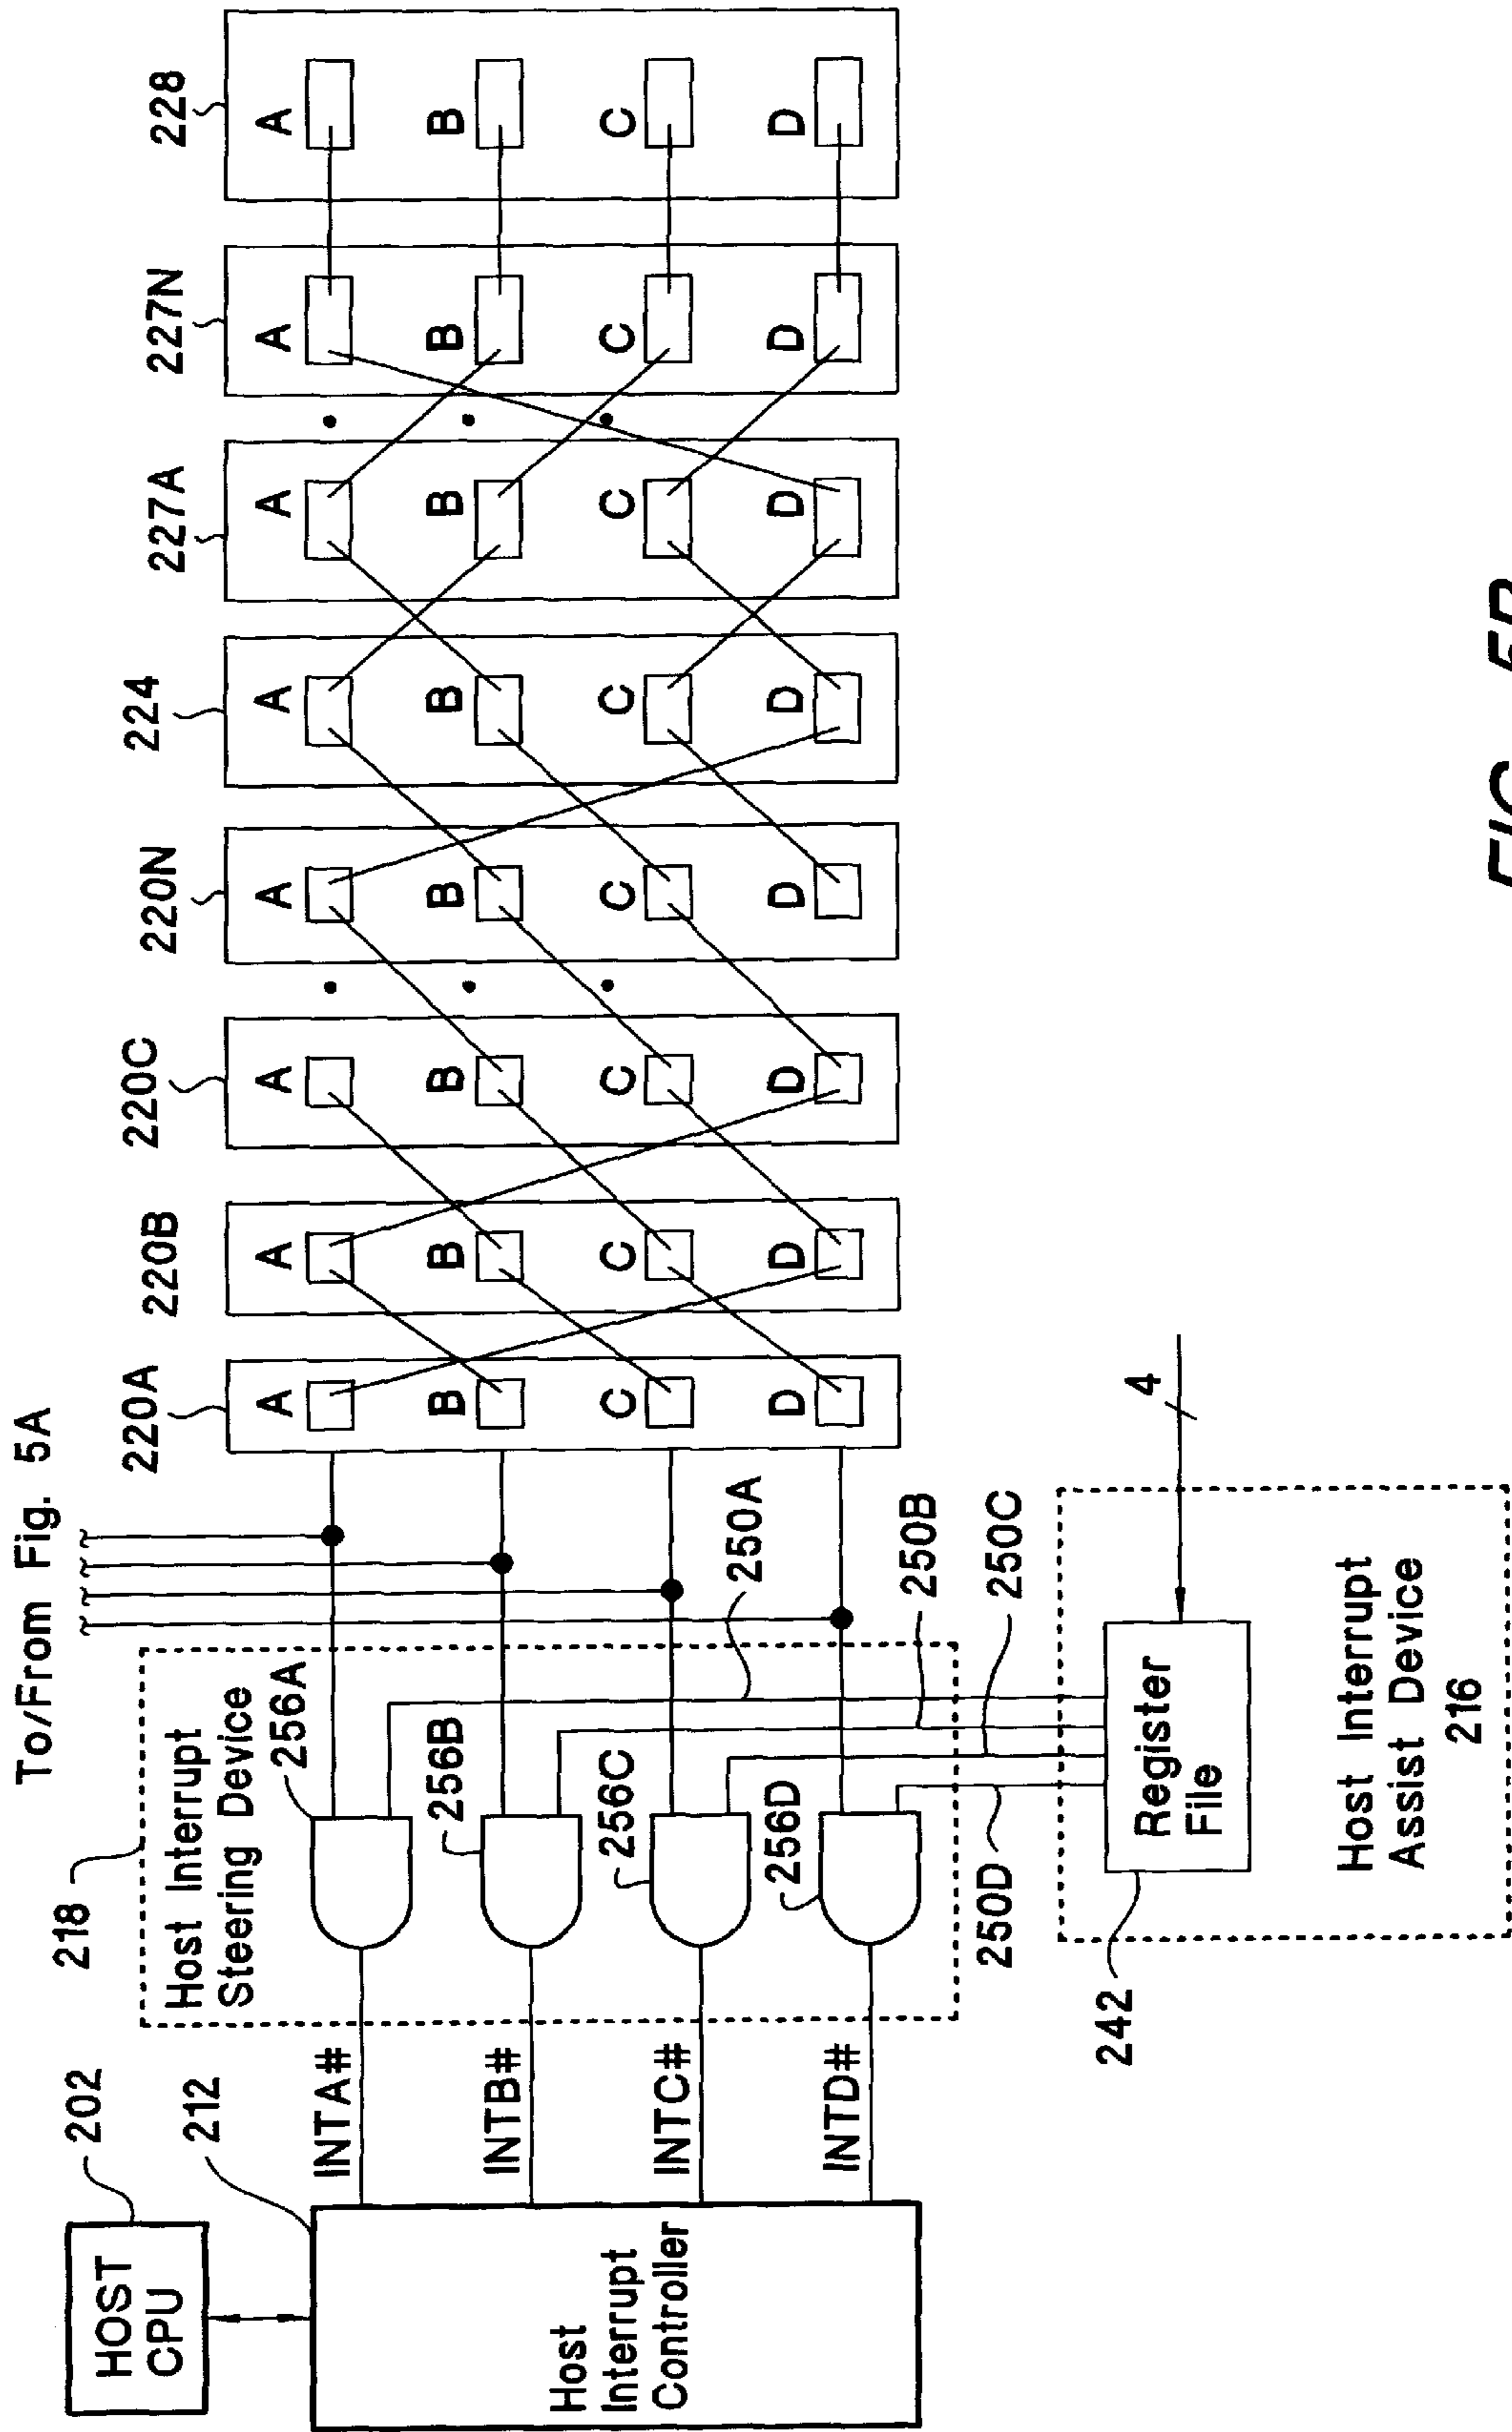 To/From Fig. 5A
HOST
CPU
202
212
Host
Interrupt
Controller
INTA#
INTB#
INTC#
INTD#
218
Host Interrupt
Steering Device
256A
256B
256C
256D
250A
250B
250C
250D
242
Register
File
4
Host Interrupt
Assist Device
216
220A
A
B
C
D
220B
A
B
C
D
220C
A
B
C
D
220N
A
B
C
D
224
A
B
C
D
227A
A
B
C
D
227N
A
B
C
D
228
A
B
C
D
FIG. 5B